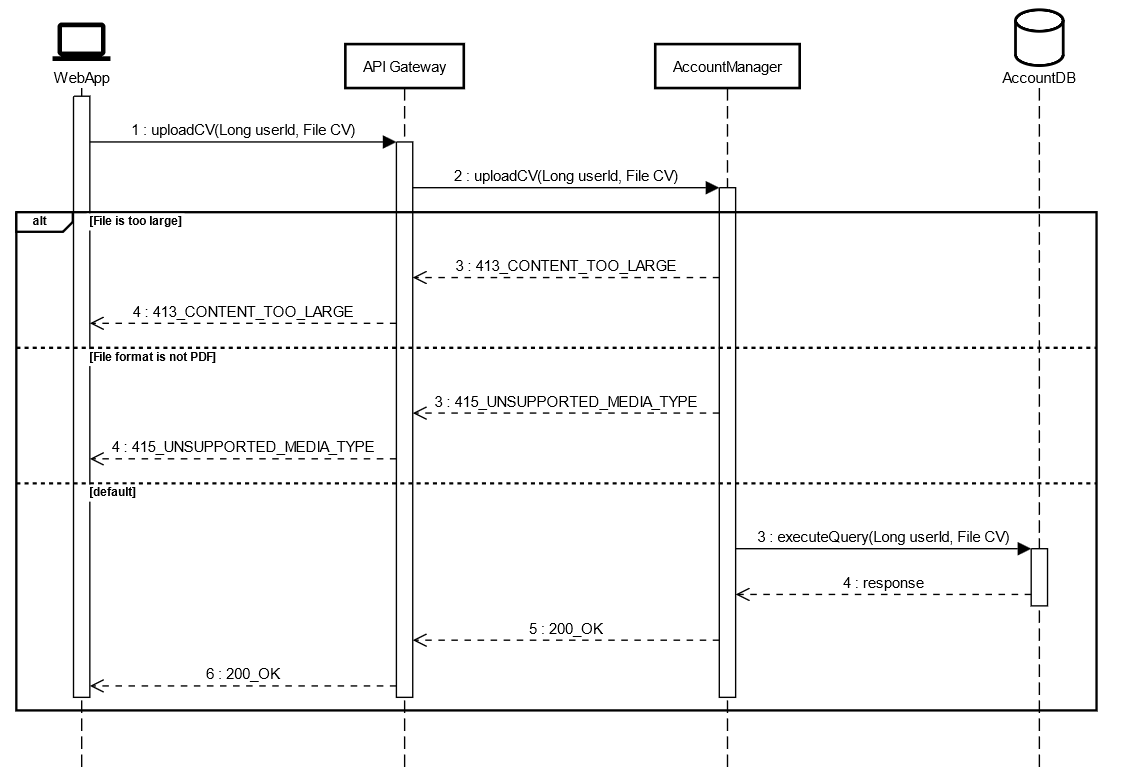 WebApp
API Gateway
AccountManager
AccountDB
1 : uploadCV(Long userId, File CV)
2 : uploadCV(Long userId, File CV)
alt
[File is too large]
3 : 413_CONTENT_TOO_LARGE
4 : 413_CONTENT_TOO_LARGE
[File format is not PDF]
3 : 415_UNSUPPORTED_MEDIA_TYPE
4 : 415_UNSUPPORTED_MEDIA_TYPE
[default]
3 : executeQuery(Long userId, File CV)
4 : response
5 : 200_OK
6 : 200_OK